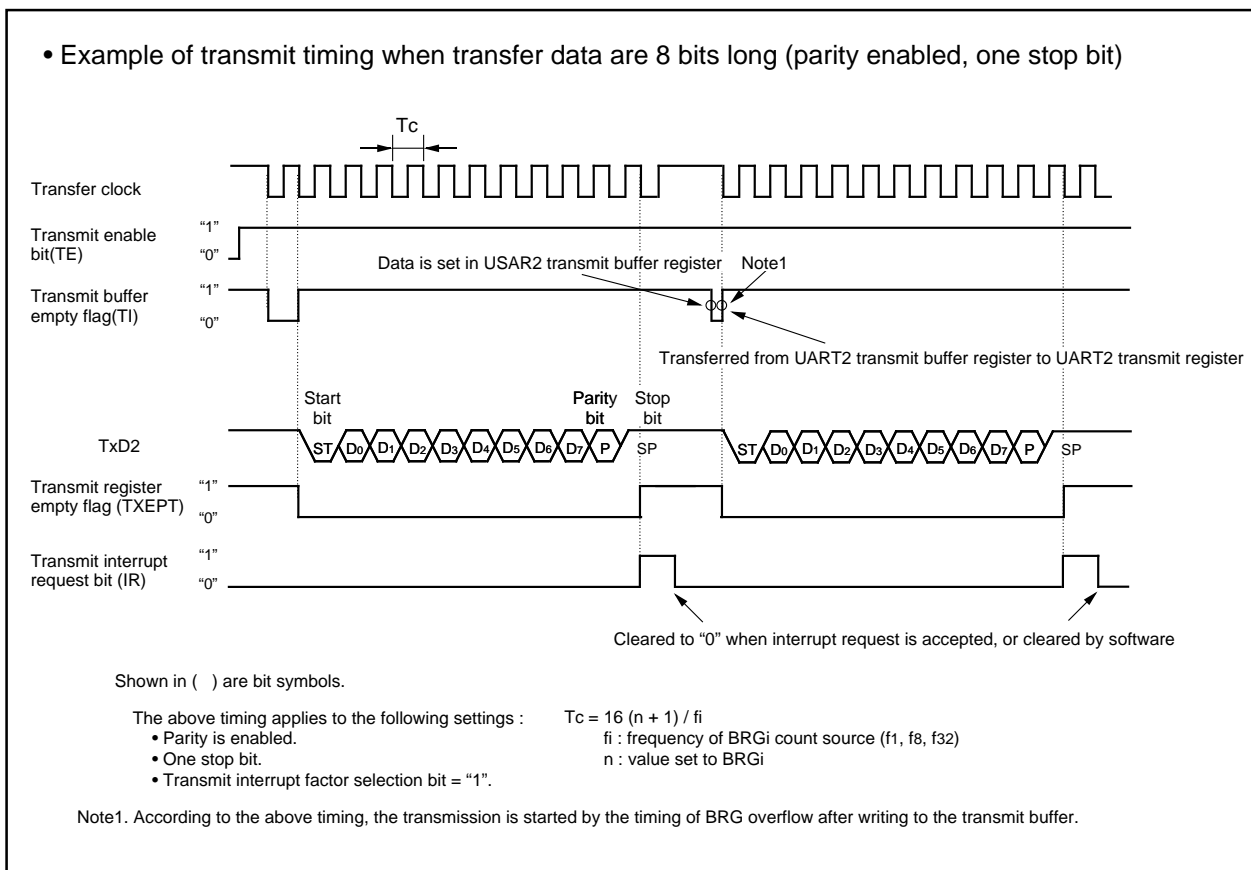 • Example of transmit timing when transfer data are 8 bits long (parity enabled, one stop bit)
Tc
Transfer clock
Transmit enable
bit(TE)
“1”
“0”
Data is set in USAR2 transmit buffer register
Note1
Transmit buffer
empty flag(TI)
“1”
“0”
Transferred from UART2 transmit buffer register to UART2 transmit register
Start
bit
Parity
bit
Stop
bit
TxD2
ST D0 D1 D2 D3 D4 D5 D6 D7 P SP ST D0 D1 D2 D3 D4 D5 D6 D7 P SP
Transmit register
empty flag (TXEPT)
“1”
“0”
Transmit interrupt
request bit (IR)
“1”
“0”
Cleared to “0” when interrupt request is accepted, or cleared by software
Shown in ( ) are bit symbols.
The above timing applies to the following settings :
• Parity is enabled.
• One stop bit.
• Transmit interrupt factor selection bit = “1”.
Tc = 16 (n + 1) / fi
fi : frequency of BRGi count source (f1, f8, f32)
n : value set to BRGi
Note1. According to the above timing, the transmission is started by the timing of BRG overflow after writing to the transmit buffer.